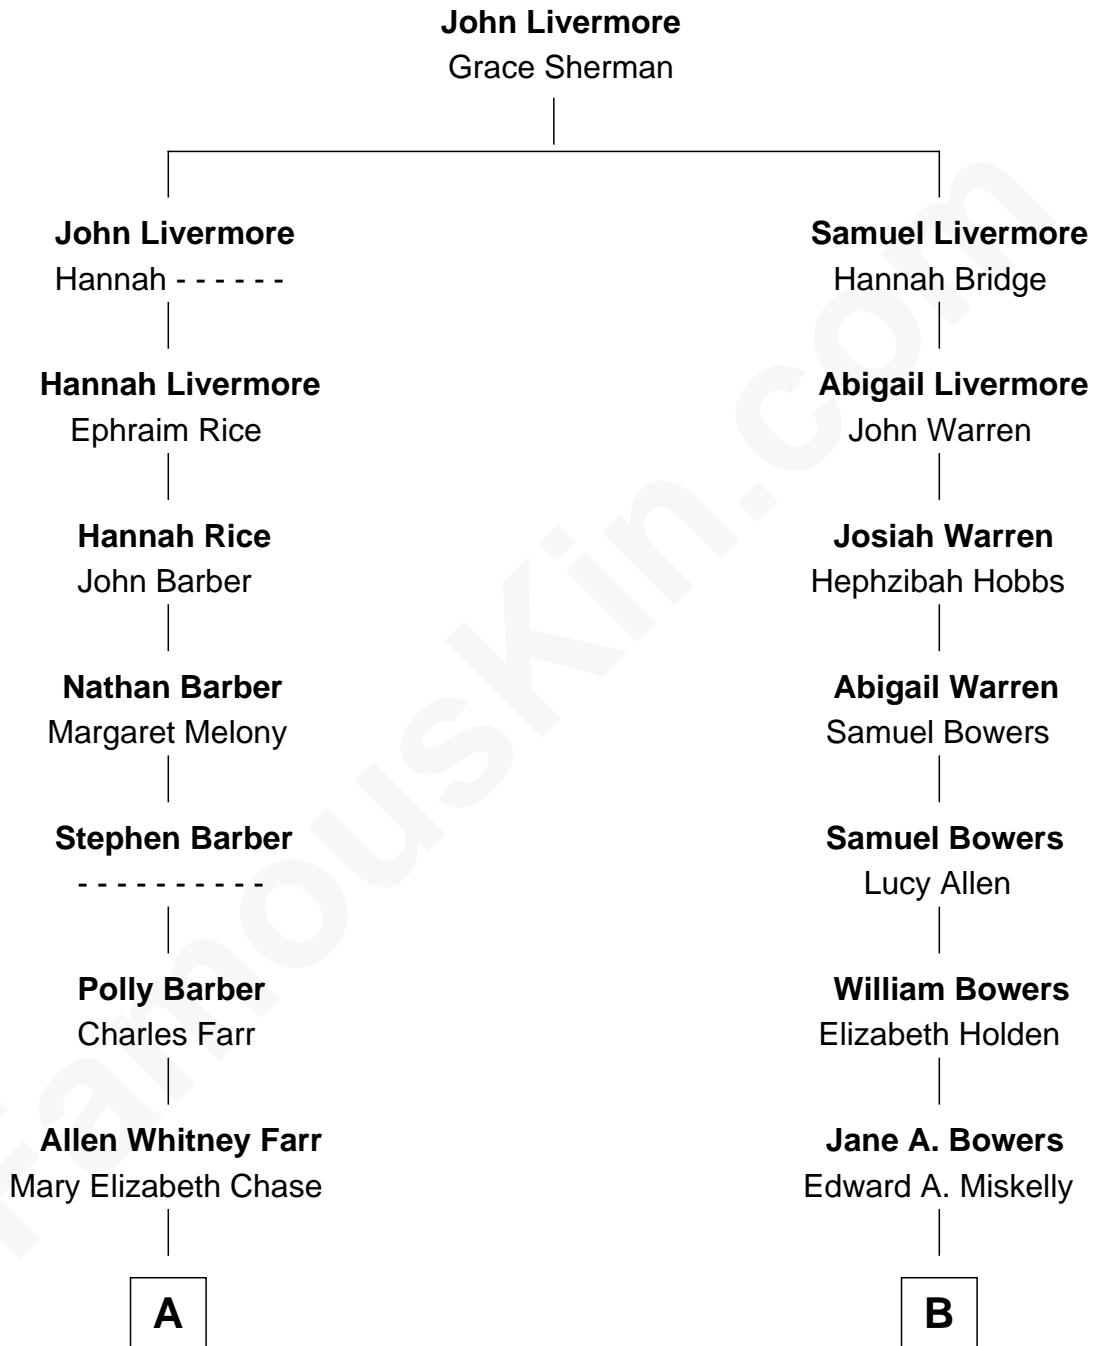 John Livermore
Grace Sherman
John Livermore
Hannah - - - - - -
Samuel Livermore
Hannah Bridge
Hannah Livermore
Ephraim Rice
Abigail Livermore
John Warren
Hannah Rice
John Barber
Josiah Warren
Hephzibah Hobbs
Nathan Barber
Margaret Melony
Abigail Warren
Samuel Bowers
Stephen Barber
- - - - - - - - - -
Samuel Bowers
Lucy Allen
Polly Barber
Charles Farr
William Bowers
Elizabeth Holden
Allen Whitney Farr
Mary Elizabeth Chase
Jane A. Bowers
Edward A. Miskelly
A
B
FamousKin.com